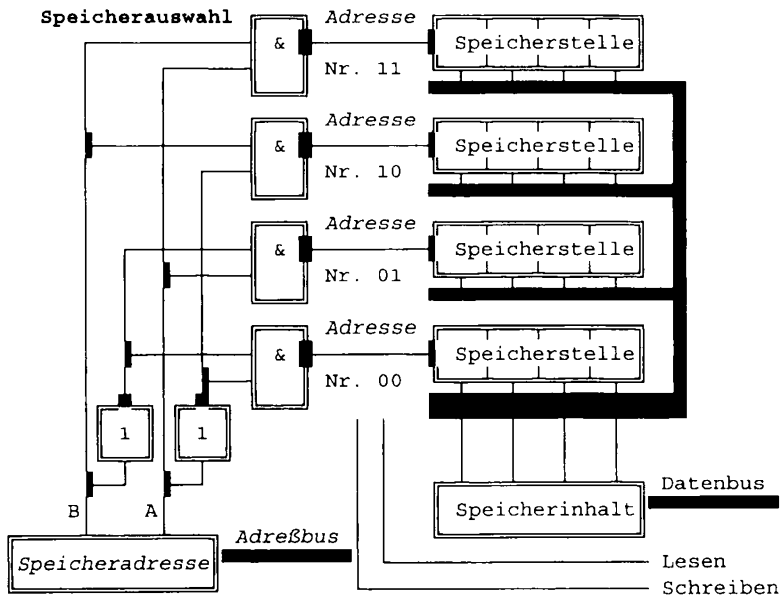 Speicherauswahl
& Adresse Speicherstelle
Nr. 11
& Adresse Speicherstelle
Nr. 10
& Adresse Speicherstelle
Nr. 01
& Adresse Speicherstelle
Nr. 00
1 1
B A
Speicherinhalt Datenbus
Speicheradresse Adreßbus
Lesen
Schreiben